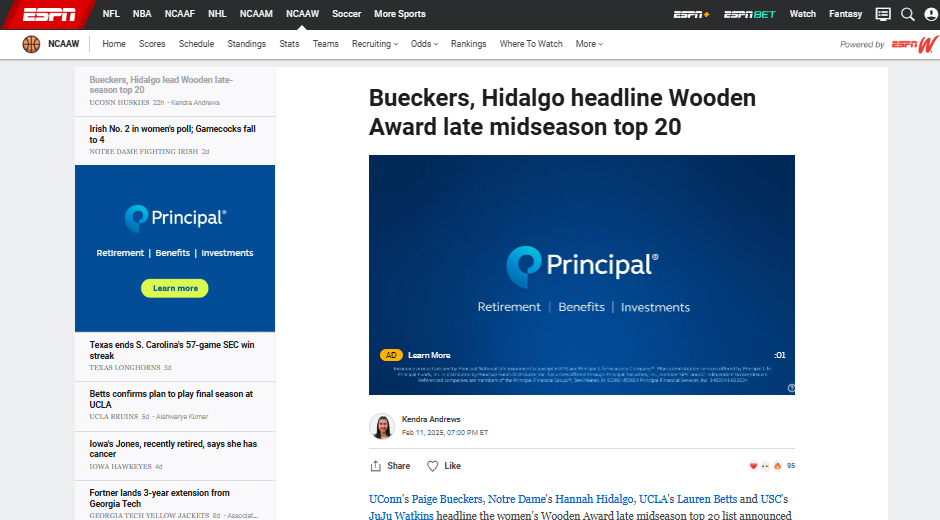 ESPN NFL NBA NCAAF NHL NCAAM NCAAW Soccer More Sports ESPN+ ESPN BET Watch Fantasy
NCAAW Home Scores Schedule Standings Stats Teams Recruiting Odds Rankings Where To Watch More Powered by ESPN W
Bueckers, Hidalgo lead Wooden late-
season top 20
UCONN HUSKIES 22h - Kendra Andrews
Irish No. 2 in women's poll; Gamecocks fall
to 4
NOTRE DAME FIGHTING IRISH 2d
Principal®
Retirement | Benefits | Investments
Learn more
Texas ends S. Carolina's 57-game SEC win
streak
TEXAS LONGHORNS 3d
Betts confirms plan to play final season at
UCLA
UCLA BRUINS 5d - Aishwarya Kumar
Iowa's Jones, recently retired, says she has
cancer
IOWA HAWKEYES 4d
Fortner lands 3-year extension from
Georgia Tech
GEORGIA TECH YELLOW JACKETS 8d - Associat...
Bueckers, Hidalgo headline Wooden
Award late midseason top 20
Principal®
Retirement | Benefits | Investments
AD Learn More :01
Kendra Andrews
Feb 11, 2025, 07:00 PM ET
Share Like 95
UConn's Paige Bueckers, Notre Dame's Hannah Hidalgo, UCLA's Lauren Betts and USC's
JuJu Watkins headline the women's Wooden Award late midseason top 20 list announced